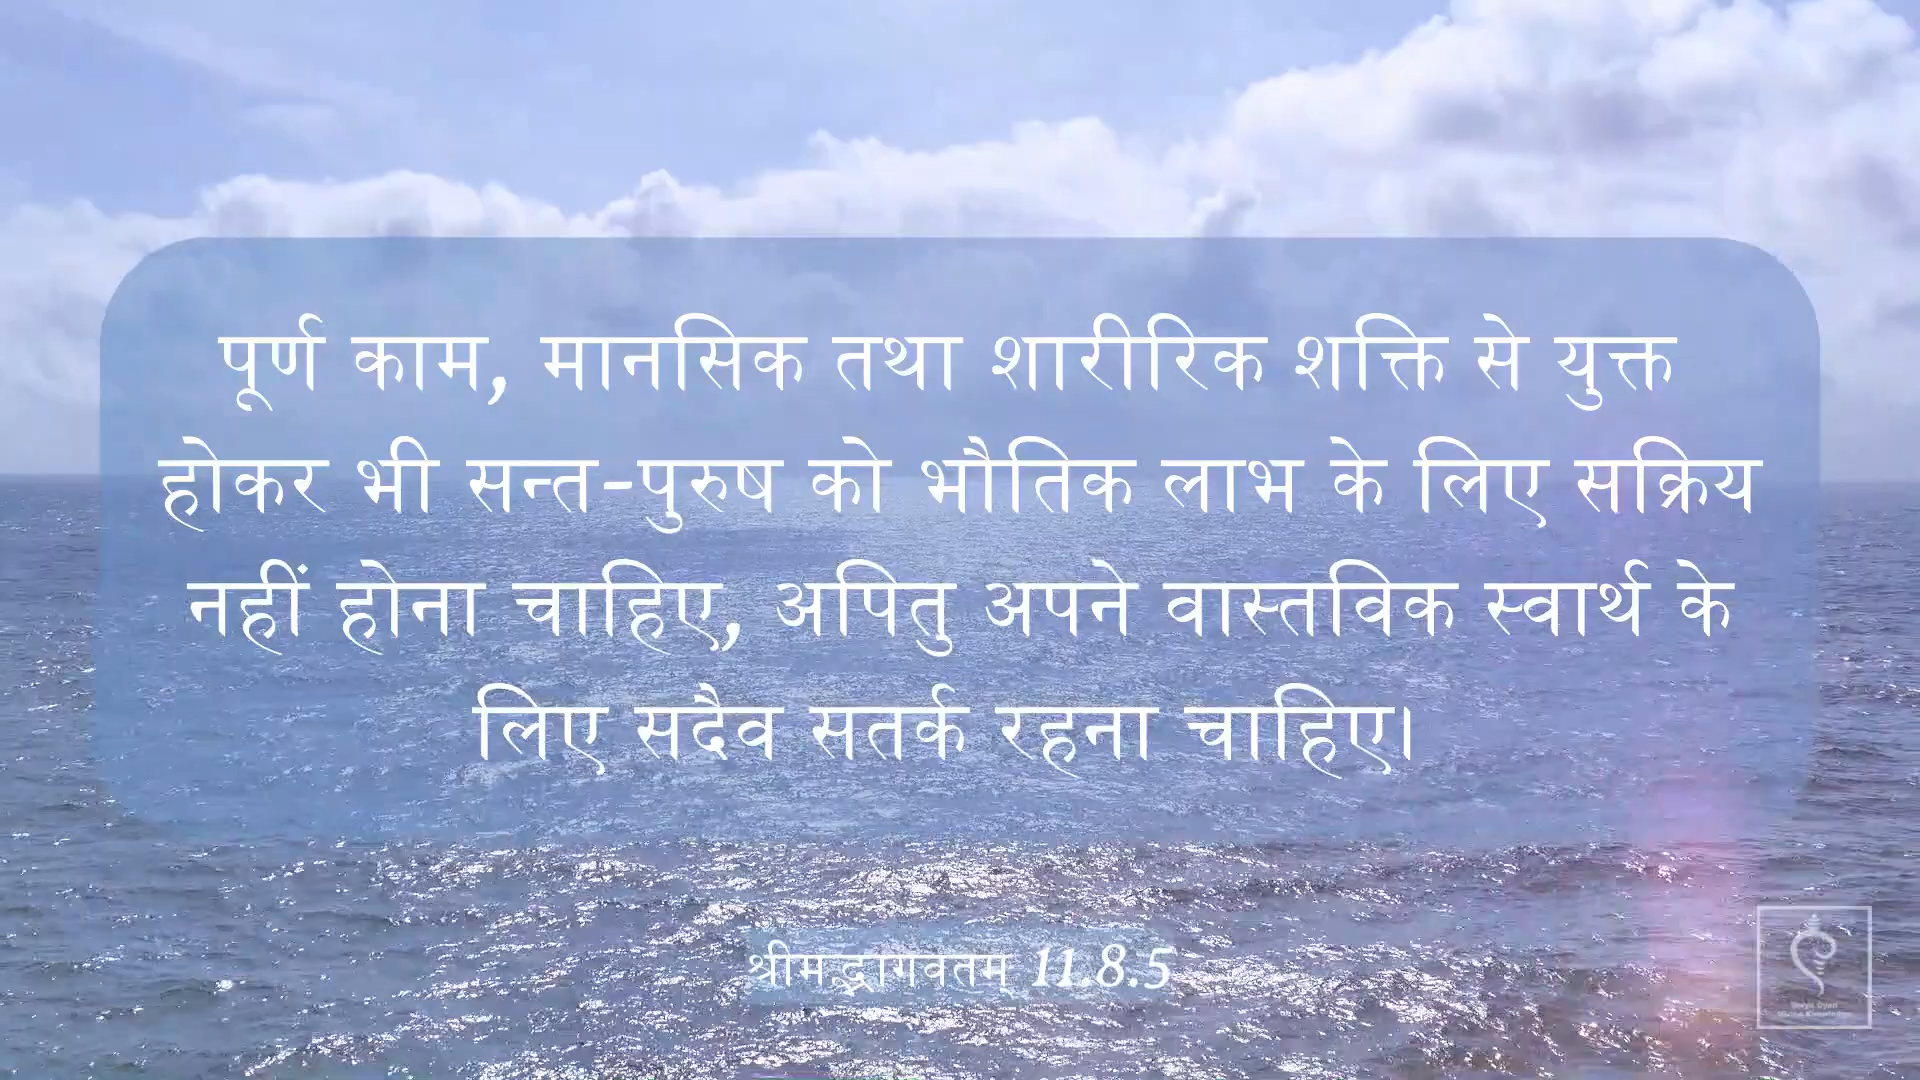 पूर्ण काम, मानसिक तथा शारीरिक शक्ति से युक्त
होकर भी सन्त-पुरुष को भौतिक लाभ के लिए सक्रिय
नहीं होना चाहिए, अपितु अपने वास्तविक स्वार्थ के
लिए सदैव सतर्क रहना चाहिए।
श्रीमद्भागवतम् 11.8.5